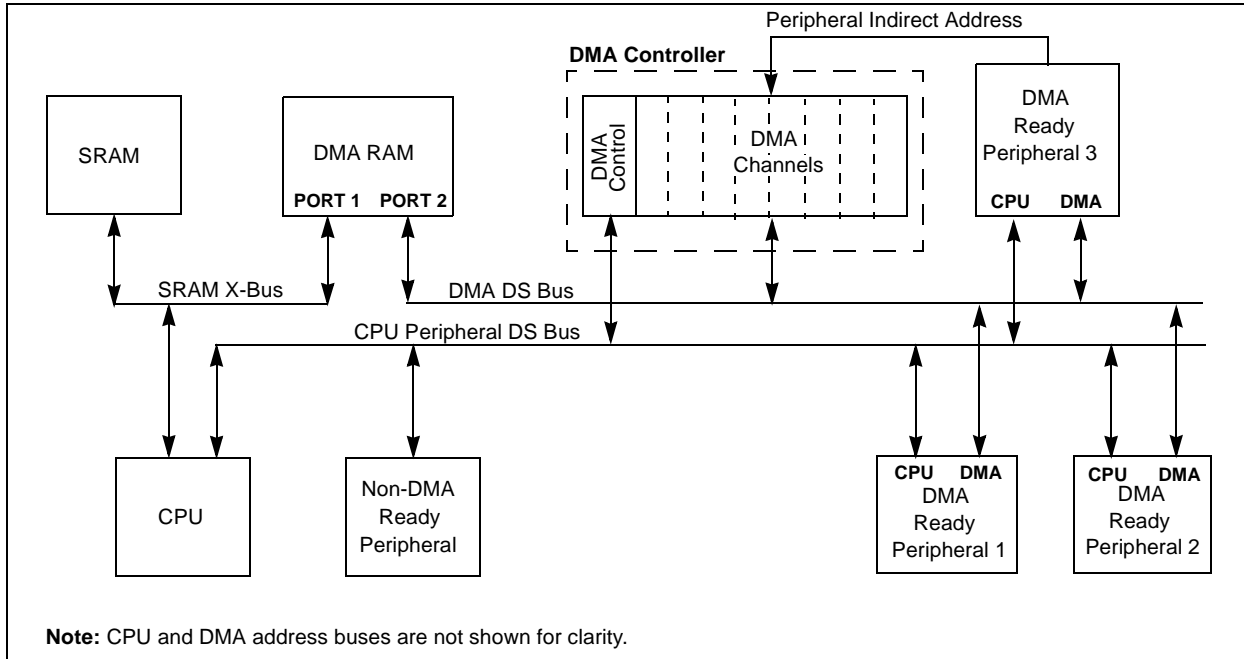 Peripheral Indirect Address
DMA Controller
SRAM
DMA RAM
PORT 1 PORT 2
DMA
Control
DMA
Channels
DMA
Ready
Peripheral 3
CPU DMA
SRAM X-Bus
DMA DS Bus
CPU Peripheral DS Bus
CPU
Non-DMA
Ready
Peripheral
CPU DMA
DMA
Ready
Peripheral 1
CPU DMA
DMA
Ready
Peripheral 2
Note: CPU and DMA address buses are not shown for clarity.